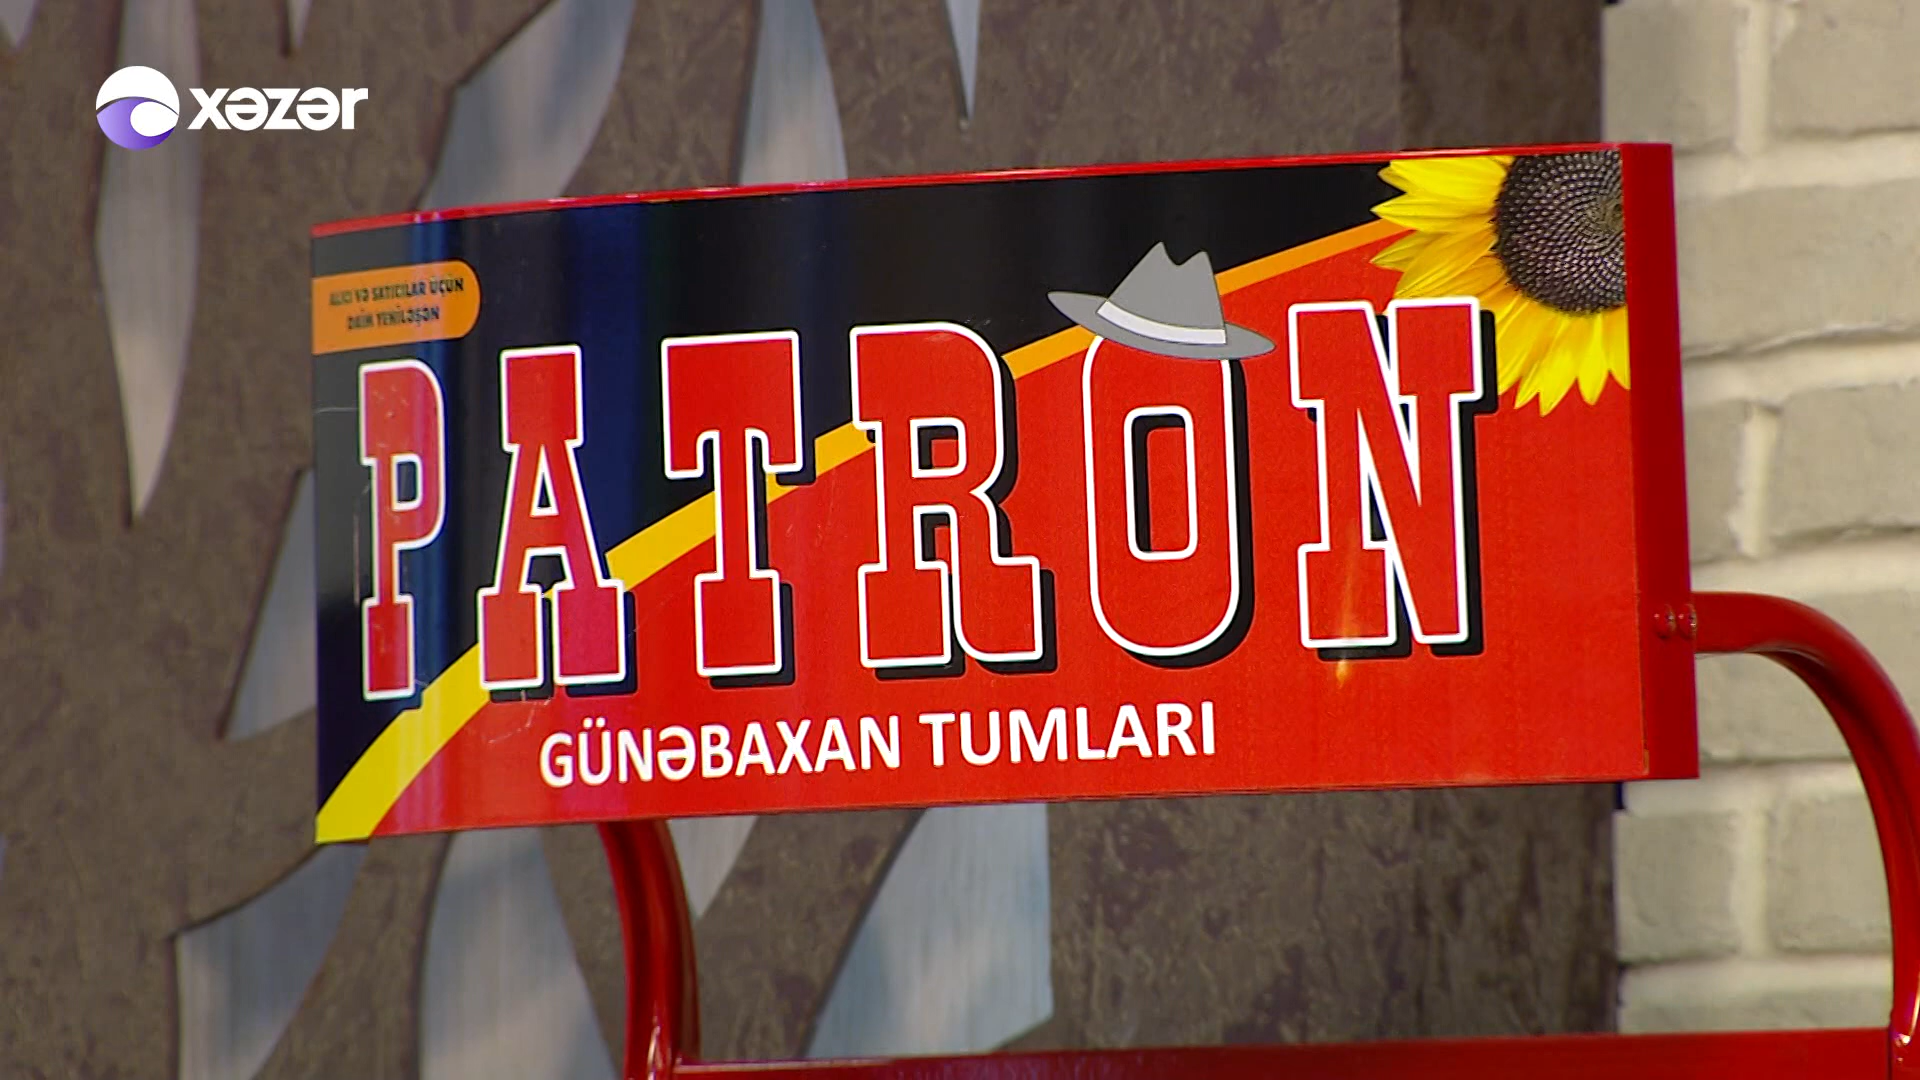 xəzər
ALICI VƏ SATICILAR ÜÇÜN
DAİM YENİLƏŞƏN
PATRON
GÜNƏBAXAN TUMLARI